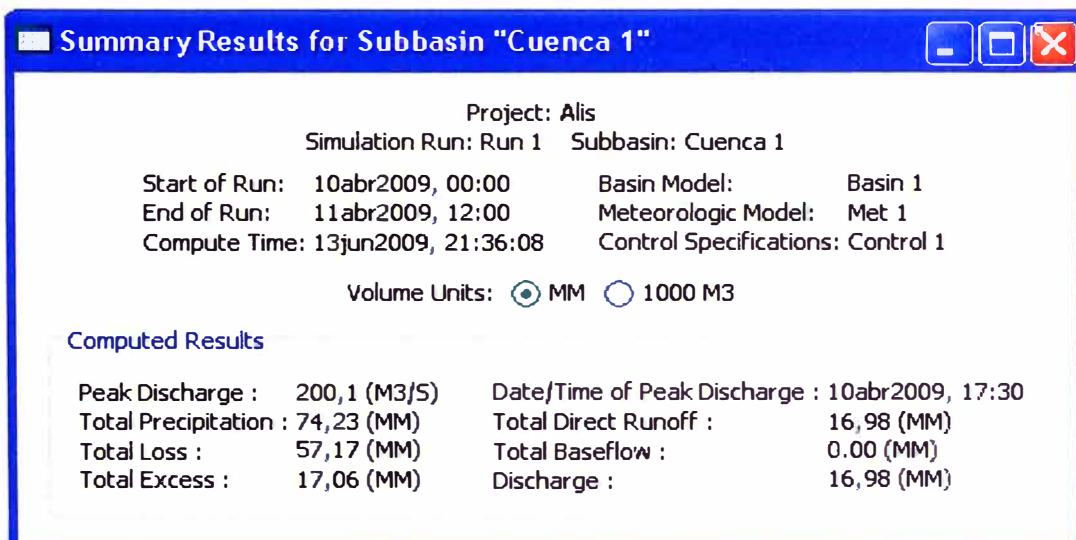 Summary Results for Subbasin "Cuenca 1"
Project: Alis
Simulation Run: Run 1 Subbasin: Cuenca 1
Start of Run: 10abr2009, 00:00 Basin Model: Basin 1
End of Run: 11abr2009, 12:00 Meteorologic Model: Met 1
Compute Time: 13jun2009, 21:36:08 Control Specifications: Control 1
Volume Units: MM 1000 M3
Computed Results
Peak Discharge : 200,1 (M3/S) Date/Time of Peak Discharge : 10abr2009, 17:30
Total Precipitation : 74,23 (MM) Total Direct Runoff : 16,98 (MM)
Total Loss : 57,17 (MM) Total Baseflow : 0.00 (MM)
Total Excess : 17,06 (MM) Discharge : 16,98 (MM)